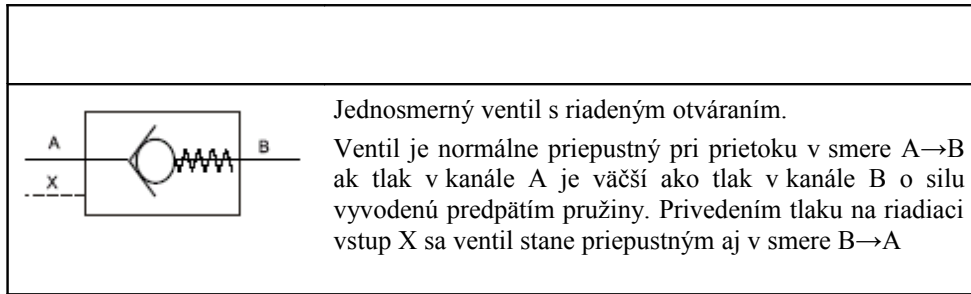 A
B
X
Jednosmerný ventil s riadeným otváraním.
Ventil je normálne priepustný pri prietoku v smere A→B
ak tlak v kanále A je väčší ako tlak v kanále B o silu
vyvodenú predpätím pružiny. Privedením tlaku na riadiaci
vstup X sa ventil stane priepustným aj v smere B→A